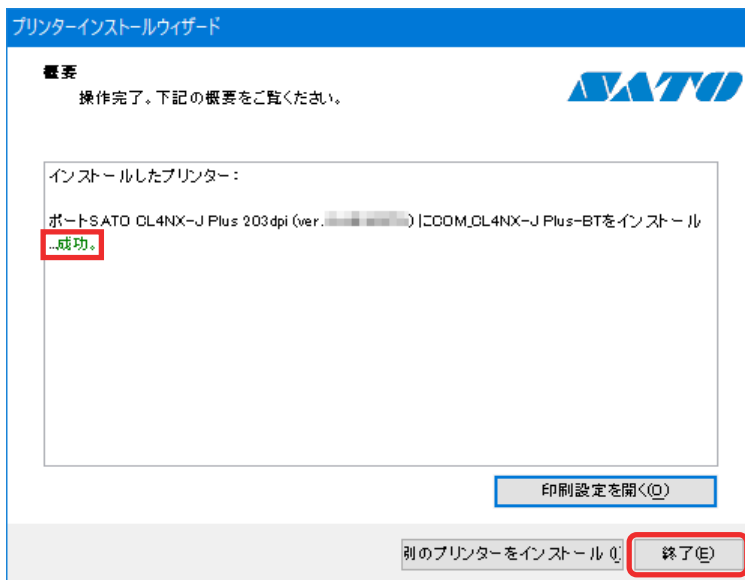 プリンターインストールウィザード
概要
操作完了。下記の概要をご覧ください。
SATO
インストールしたプリンター：
ポートSATO CL4NX-J Plus 203dpi (ver. ) にCOM_CL4NX-J Plus-BTをインストール
...成功。
印刷設定を開く(O)
別のプリンターをインストール (I)
終了(E)